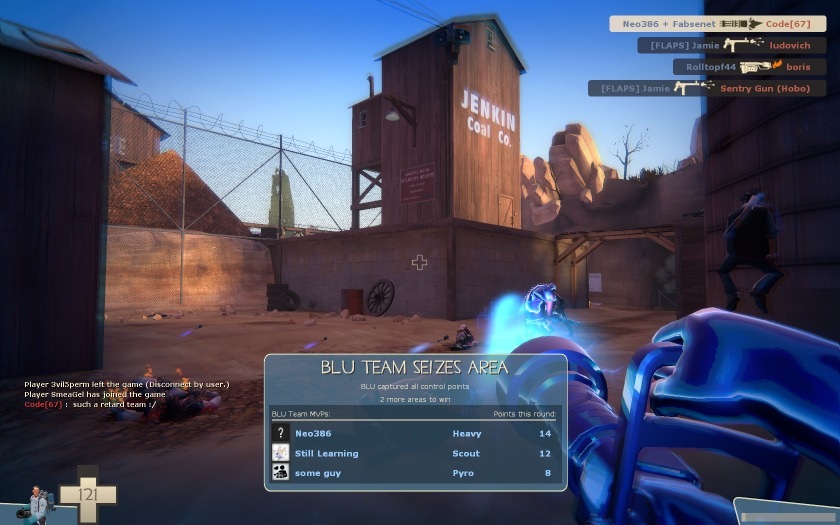 Neo386 + Fabsenet Code[67]
[FLAPS] Jamie ludovich
Rolltopf44 boris
[FLAPS] Jamie Sentry Gun (Hobo)
JENKIN
Coal Co.
Player 3vil5perm left the game (Disconnect by user.)
Player SmeaGel has joined the game
Code[67] : such a retard team :/
BLU TEAM SEIZES AREA
BLU captured all control points
2 more areas to win
BLU Team MVPs: Points this round:
? Neo386 Heavy 14
Still Learning Scout 12
some guy Pyro 8
121